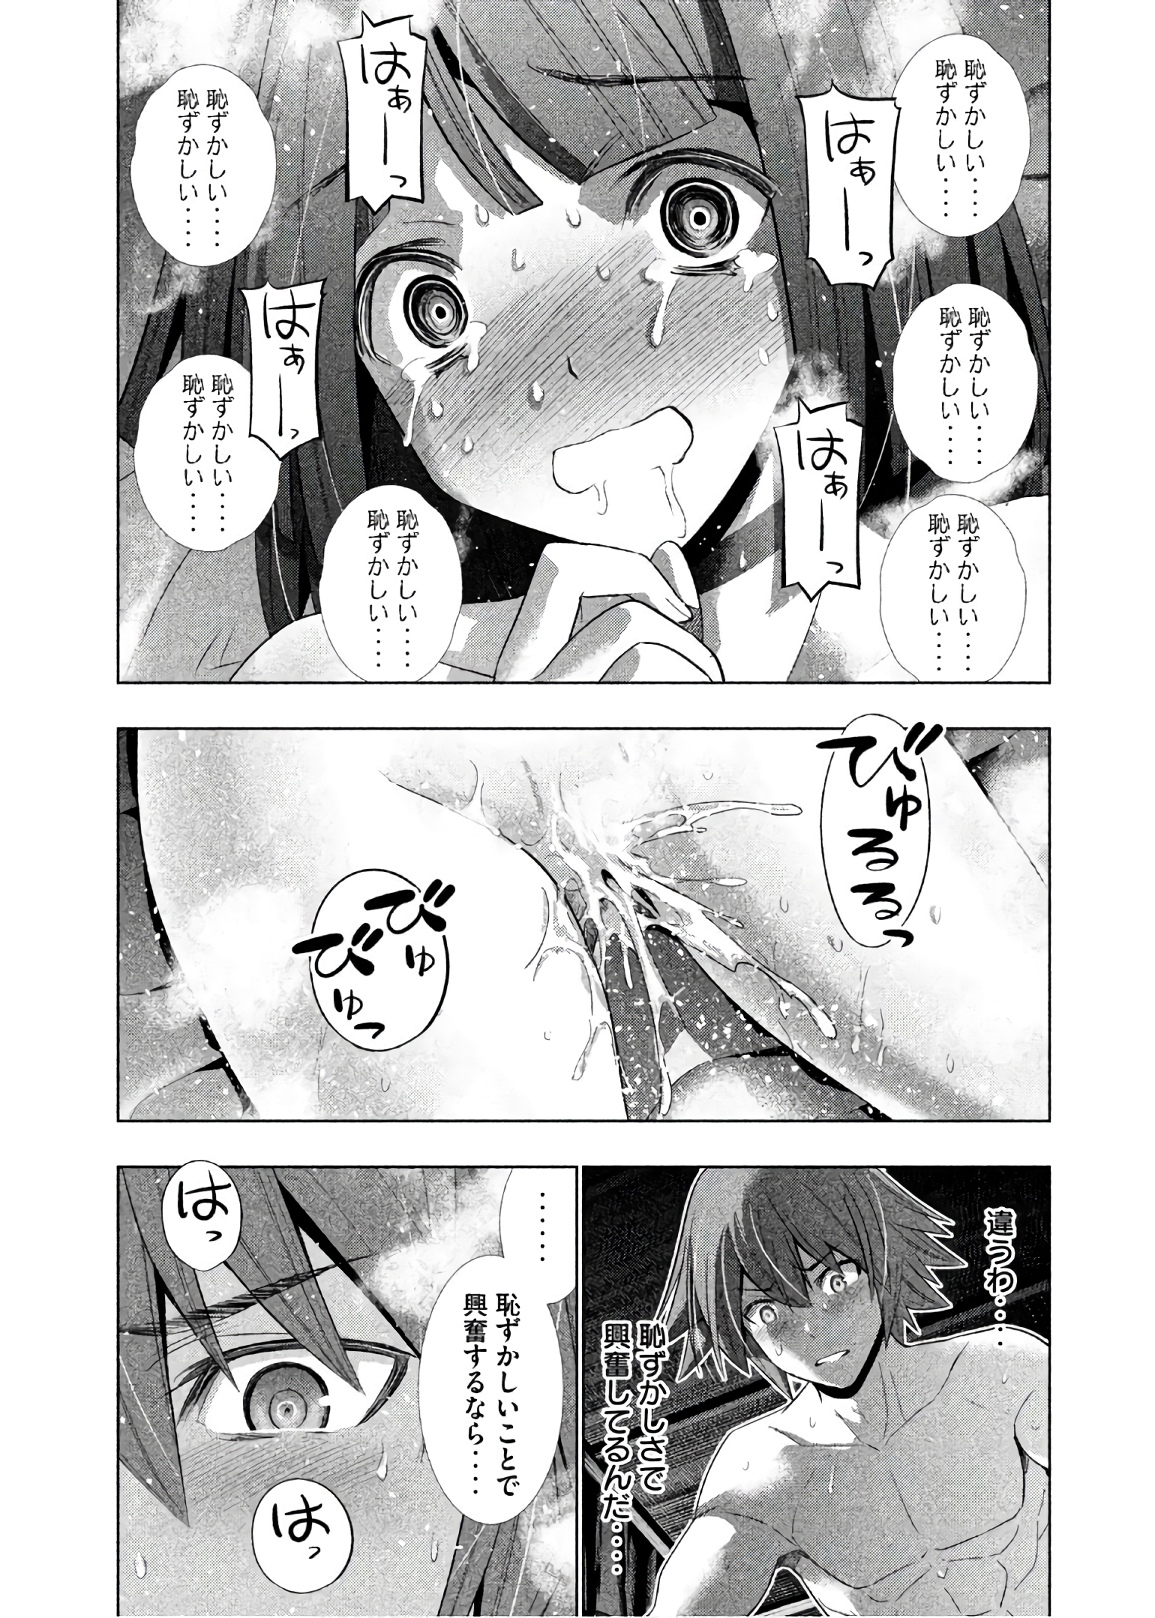 恥ずかしい‥‥
恥ずかしい‥‥
はぁーっ
恥ずかしい‥‥
恥ずかしい‥‥
恥ずかしい‥‥
恥ずかしい‥‥
はぁーっ
はぁーっ
恥ずかしい‥‥
恥ずかしい‥‥
恥ずかしい‥‥
恥ずかしい‥‥
はぁーっ
恥ずかしい‥‥
恥ずかしい‥‥
びゅるるっ
びゅ
びゅっ
違うわ‥‥
恥ずかしさで
興奮してるんだ‥‥‥
‥‥‥
恥ずかしいことで
興奮するなら‥‥
はっ
はっ